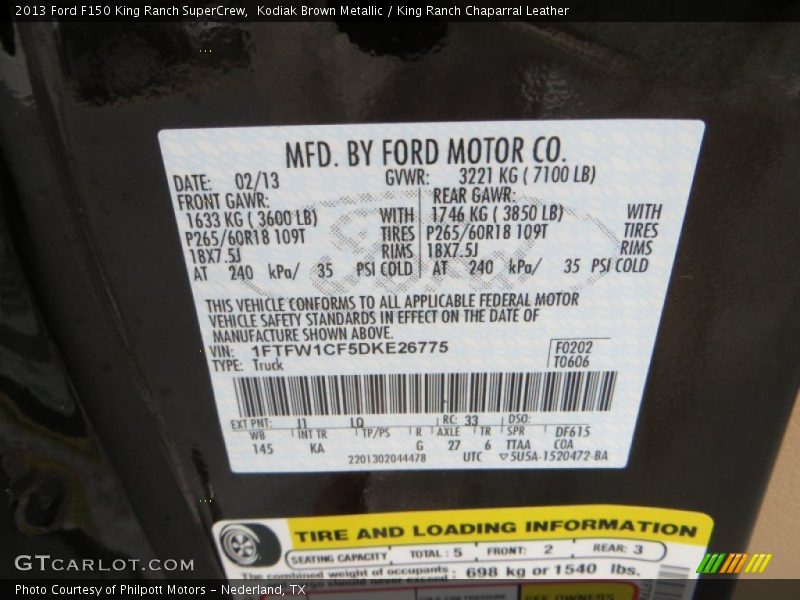 2013 Ford F150 King Ranch SuperCrew,  Kodiak Brown Metallic / King Ranch Chaparral Leather
MFD. BY FORD MOTOR CO.
DATE: 02/13 GVWR: 3221 KG ( 7100 LB)
FRONT GAWR: REAR GAWR:
1633 KG ( 3600 LB) WITH 1746 KG ( 3850 LB) WITH
P265/60R18 109T TIRES P265/60R18 109T TIRES
18X7.5J RIMS 18X7.5J RIMS
AT 240 kPa/ 35 PSI COLD AT 240 kPa/ 35 PSI COLD
THIS VEHICLE CONFORMS TO ALL APPLICABLE FEDERAL MOTOR
VEHICLE SAFETY STANDARDS IN EFFECT ON THE DATE OF
MANUFACTURE SHOWN ABOVE.
VIN: 1FTFW1CF5DKE26775 F0202
TYPE: Truck T0606
EXT PNT: J1 LQ RC: 33 DSO:
WB INT TR TP/PS R AXLE TR SPR DF615
145 KA G 27 6 TTAA COA
2201302044478 UTC ▽5U5A-1520472-BA
TIRE AND LOADING INFORMATION
SEATING CAPACITY TOTAL : 5 FRONT: 2 REAR: 3
The combined weight of occupants : 698 kg or 1540 lbs.
GTCARLOT.COM
Photo Courtesy of Philpott Motors - Nederland, TX